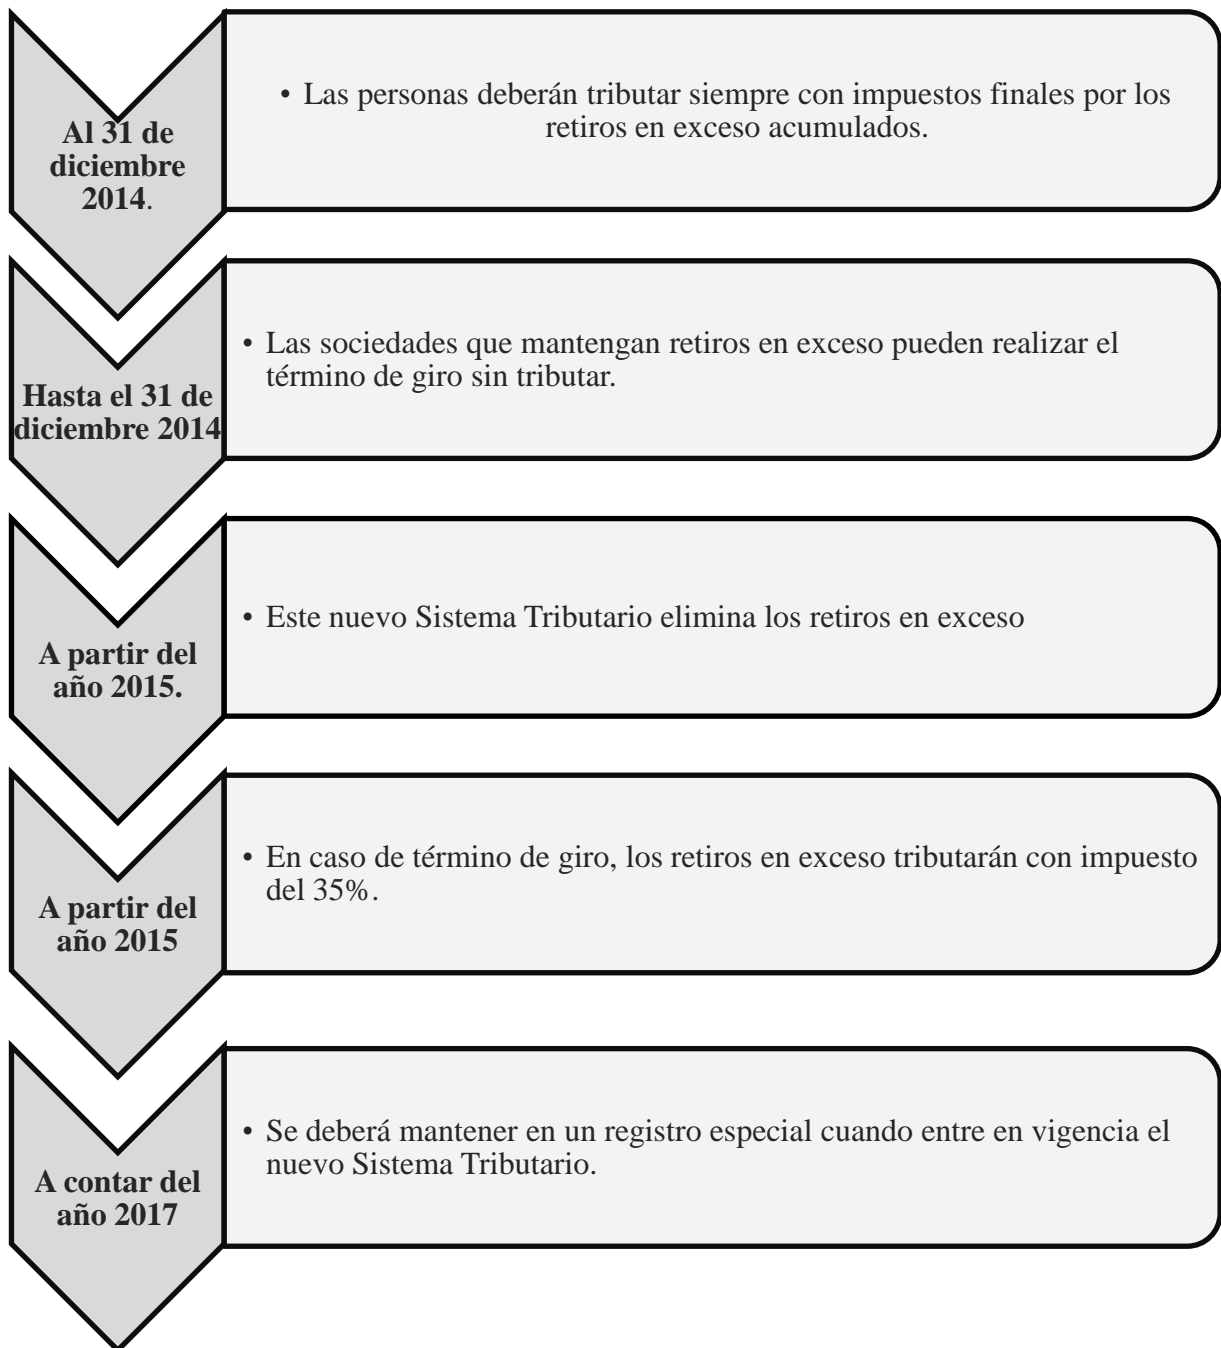 Al 31 de
diciembre
2014.
• Las personas deberán tributar siempre con impuestos finales por los
retiros en exceso acumulados.
Hasta el 31 de
diciembre 2014
• Las sociedades que mantengan retiros en exceso pueden realizar el
término de giro sin tributar.
A partir del
año 2015.
• Este nuevo Sistema Tributario elimina los retiros en exceso
A partir del
año 2015
• En caso de término de giro, los retiros en exceso tributarán con impuesto
del 35%.
A contar del
año 2017
• Se deberá mantener en un registro especial cuando entre en vigencia el
nuevo Sistema Tributario.